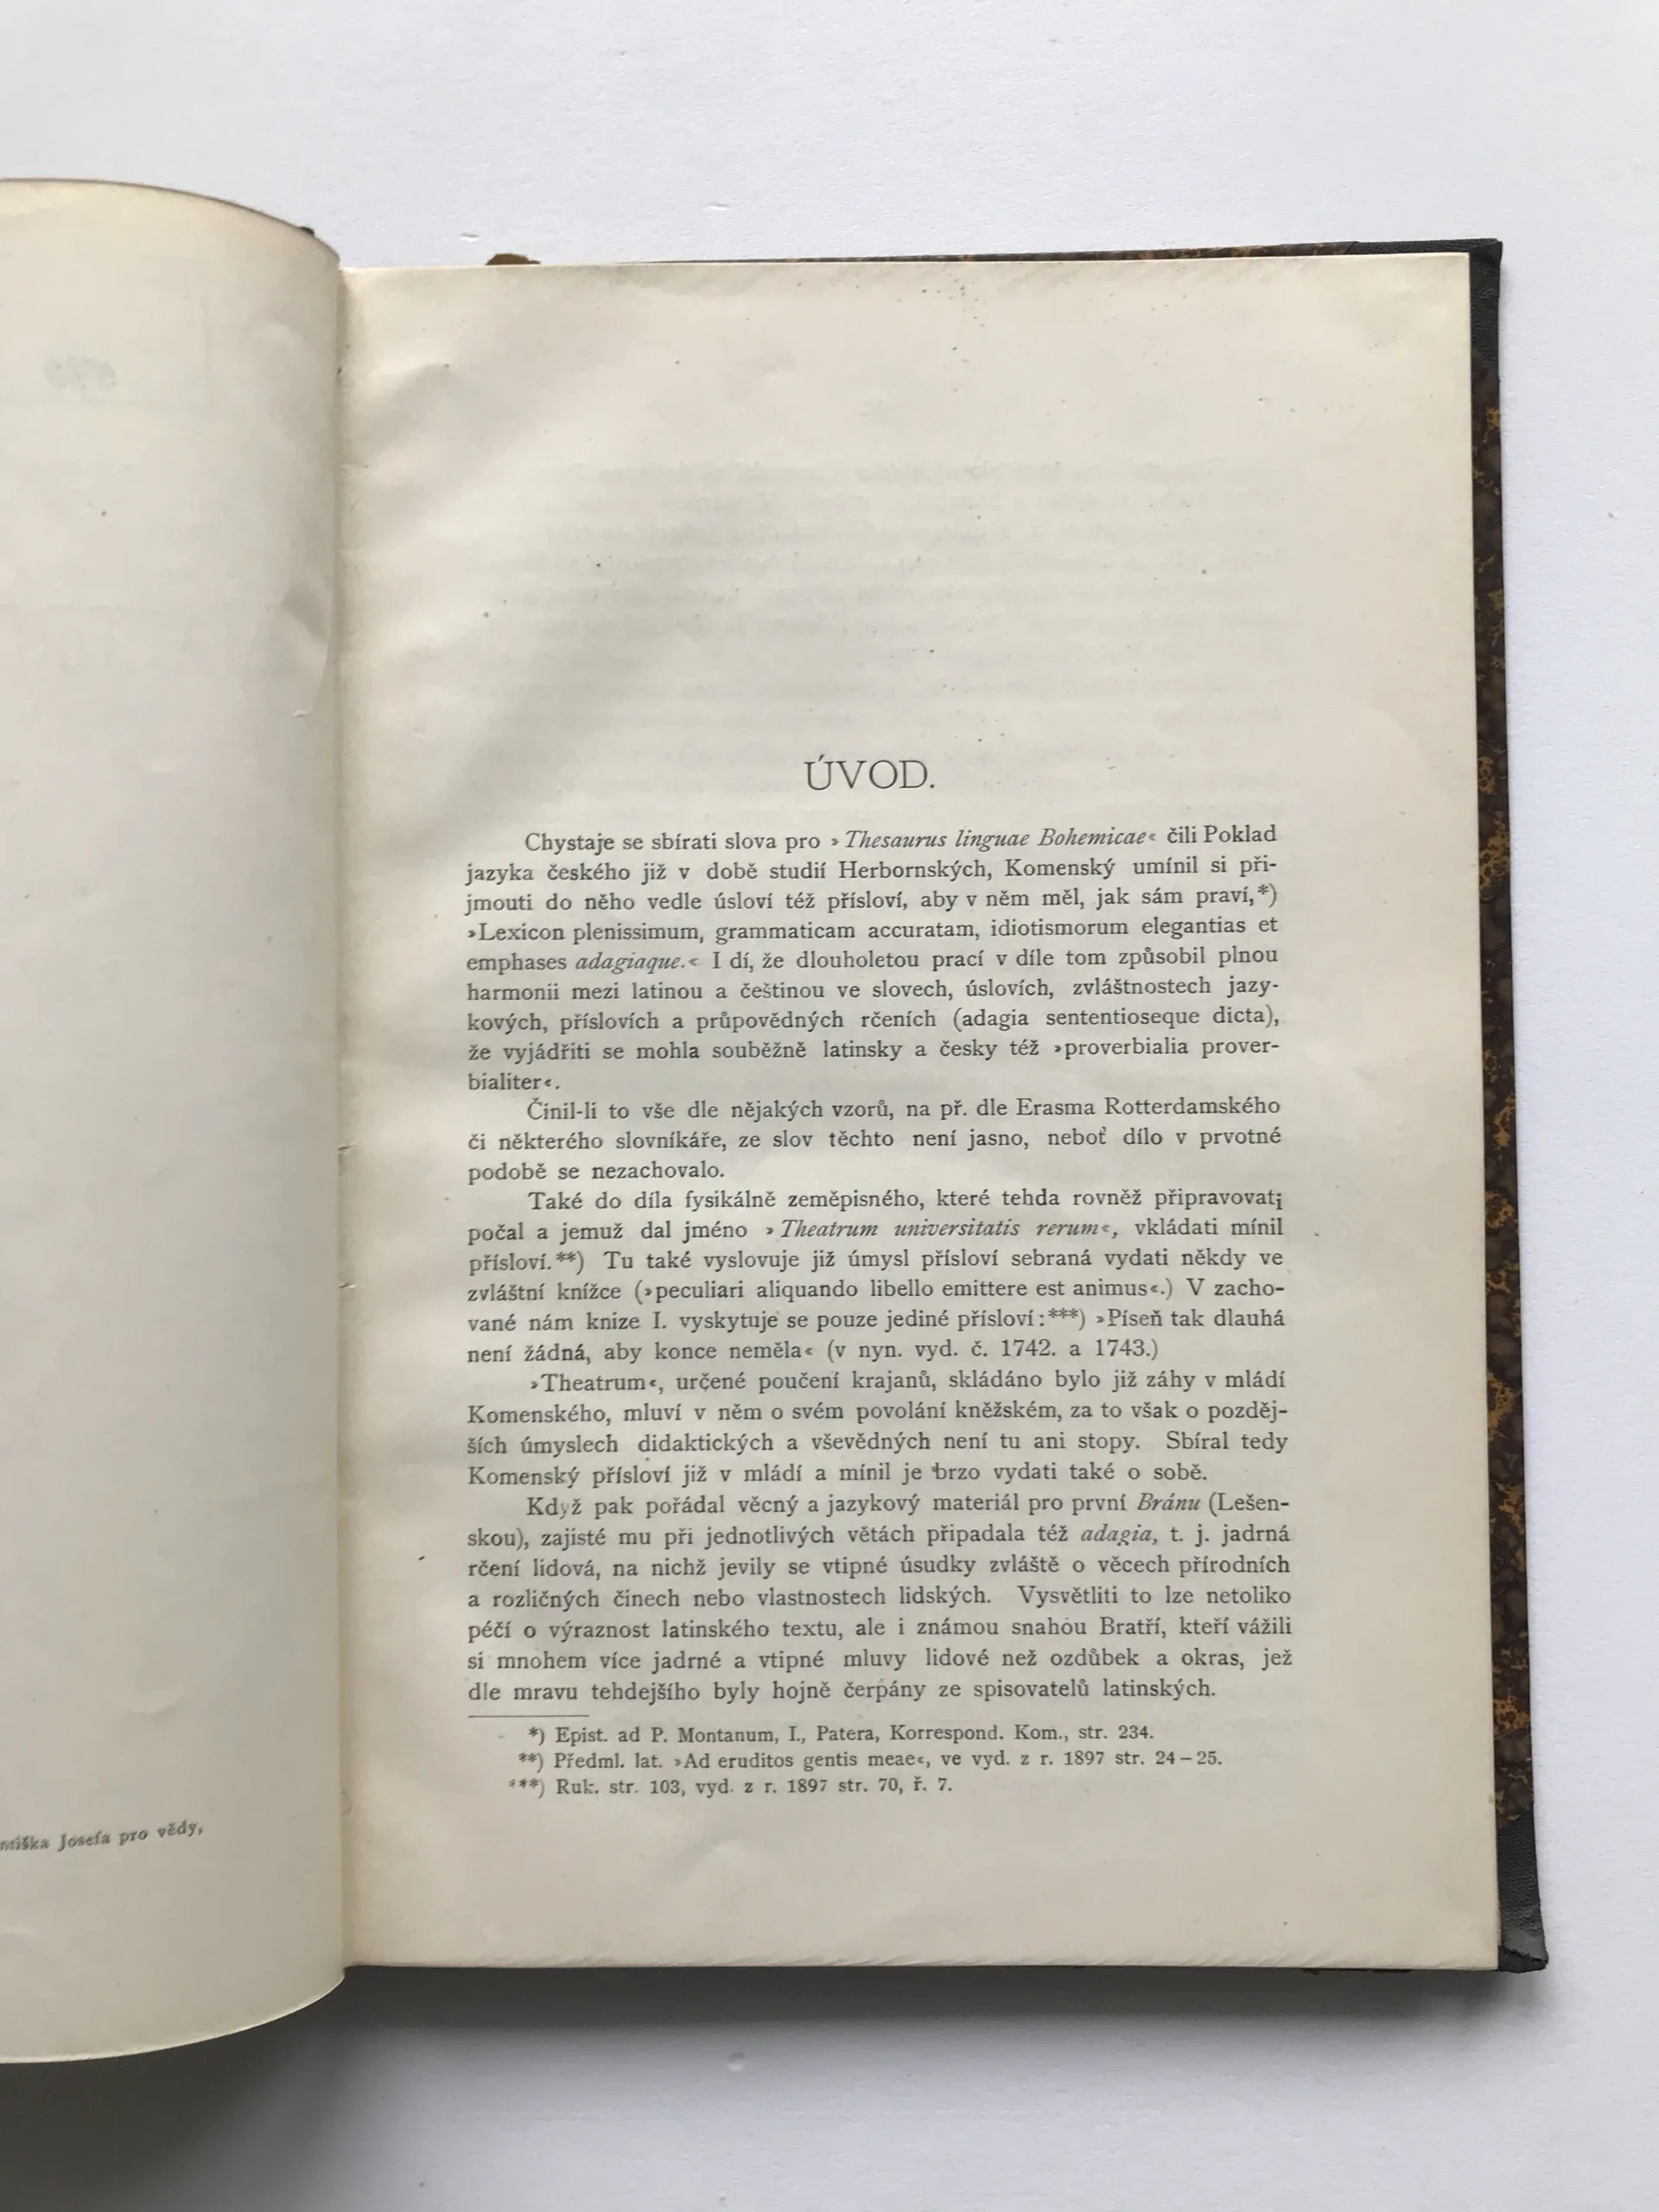 ntiška Josefa pro vědy,
ÚVOD.
Chystaje se sbírati slova pro »Thesaurus linguae Bohemicae« čili Poklad
jazyka českého již v době studií Herbornských, Komenský umínil si při-
jmouti do něho vedle úsloví též přísloví, aby v něm měl, jak sám praví,*)
»Lexicon plenissimum, grammaticam accuratam, idiotismorum elegantias et
emphases adagiaque.« I dí, že dlouholetou prací v díle tom způsobil plnou
harmonii mezi latinou a češtinou ve slovech, úslovích, zvláštnostech jazy-
kových, příslovích a průpovědných rčeních (adagia sententioseque dicta),
že vyjádřiti se mohla souběžně latinsky a česky též »proverbialia prover-
bialiter«.
Činil-li to vše dle nějakých vzorů, na př. dle Erasma Rotterdamského
či některého slovníkáře, ze slov těchto není jasno, neboť dílo v prvotné
podobě se nezachovalo.
Také do díla fysikálně zeměpisného, které tehda rovněž připravovati
počal a jemuž dal jméno »Theatrum universitatis rerum«, vkládati mínil
přísloví.**) Tu také vyslovuje již úmysl přísloví sebraná vydati někdy ve
zvláštní knížce (»peculiari aliquando libello emittere est animus«.) V zacho-
vané nám knize I. vyskytuje se pouze jediné přísloví:***) »Píseň tak dlauhá
není žádná, aby konce neměla« (v nyn. vyd. č. 1742. a 1743.)
»Theatrum«, určené poučení krajanů, skládáno bylo již záhy v mládí
Komenského, mluví v něm o svém povolání kněžském, za to však o pozděj-
ších úmyslech didaktických a vševědných není tu ani stopy. Sbíral tedy
Komenský přísloví již v mládí a mínil je brzo vydati také o sobě.
Když pak pořádal věcný a jazykový materiál pro první Bránu (Lešen-
skou), zajisté mu při jednotlivých větách připadala též adagia, t. j. jadrná
rčení lidová, na nichž jevily se vtipné úsudky zvláště o věcech přírodních
a rozličných činech nebo vlastnostech lidských. Vysvětliti to lze netoliko
péčí o výraznost latinského textu, ale i známou snahou Bratří, kteří vážili
si mnohem více jadrné a vtipné mluvy lidové než ozdůbek a okras, jež
dle mravu tehdejšího byly hojně čerpány ze spisovatelů latinských.
*) Epist. ad P. Montanum, I., Patera, Korrespond. Kom., str. 234.
**) Předml. lat. »Ad eruditos gentis meae«, ve vyd. z r. 1897 str. 24–25.
***) Ruk. str. 103, vyd. z r. 1897 str. 70, ř. 7.